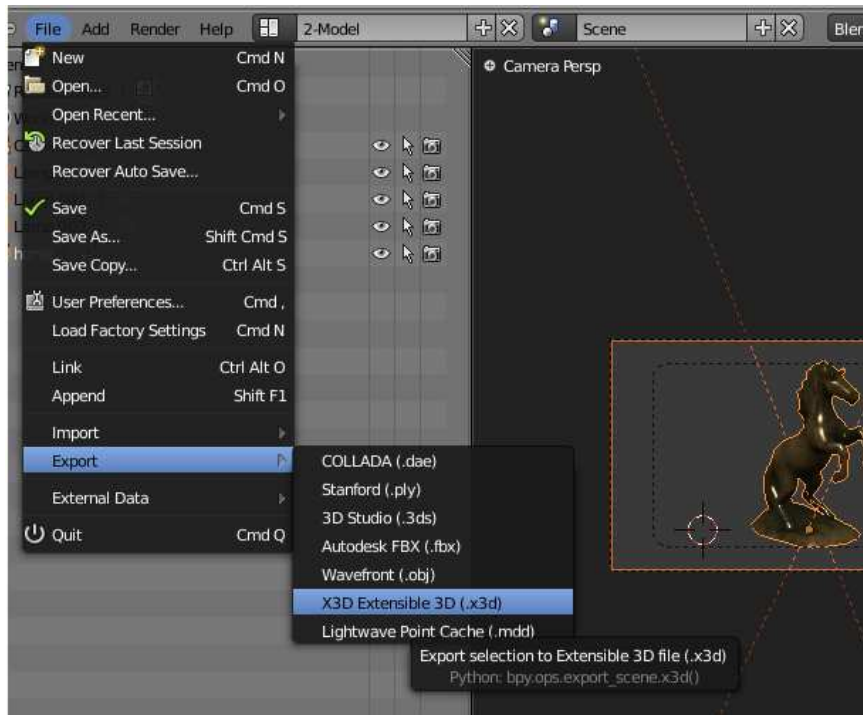 File Add Render Help 2-Model Scene Blen
Camera Persp
New Cmd N
Open... Cmd O
Open Recent...
Recover Last Session
Recover Auto Save...
Save Cmd S
Save As... Shift Cmd S
Save Copy... Ctrl Alt S
User Preferences... Cmd ,
Load Factory Settings Cmd N
Link Ctrl Alt O
Append Shift F1
Import
Export
External Data
Quit Cmd Q
COLLADA (.dae)
Stanford (.ply)
3D Studio (.3ds)
Autodesk FBX (.fbx)
Wavefront (.obj)
X3D Extensible 3D (.x3d)
Lightwave Point Cache (.mdd)
Export selection to Extensible 3D file (.x3d)
Python: bpy.ops.export_scene.x3d()